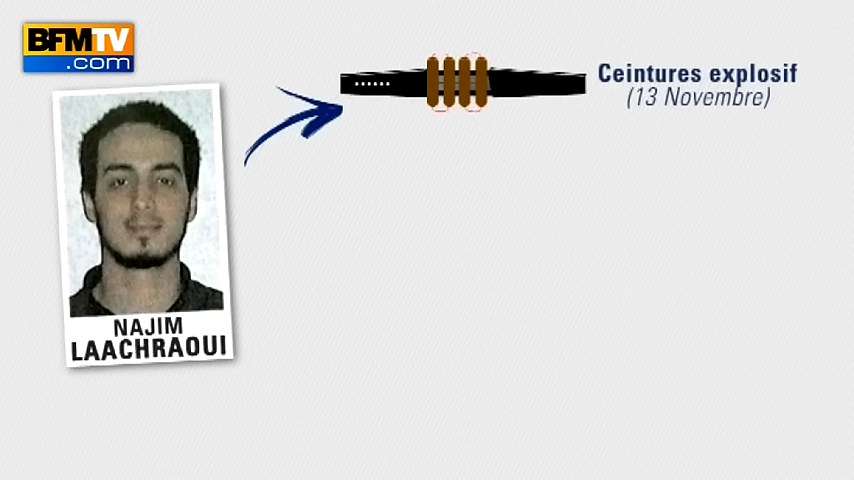 BFMTV
.com
Ceintures explosif
(13 Novembre)
NAJIM
LAACHRAOUI